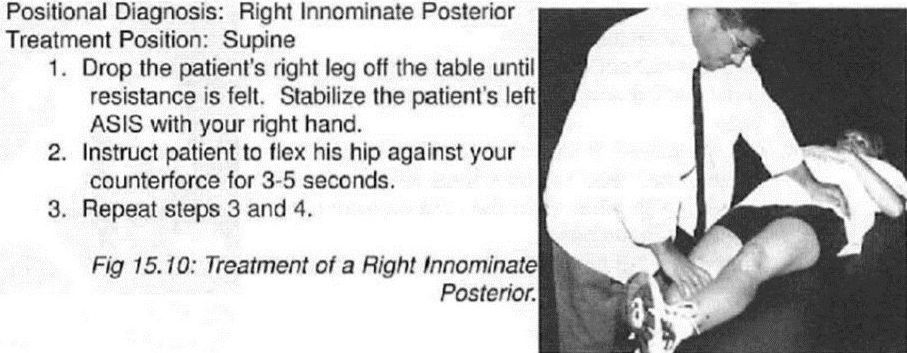 Positional Diagnosis: Right Innominate Posterior
Treatment Position: Supine
1. Drop the patient's right leg off the table until
resistance is felt. Stabilize the patient's left
ASIS with your right hand.
2. Instruct patient to flex his hip against your
counterforce for 3-5 seconds.
3. Repeat steps 3 and 4.
Fig 15.10: Treatment of a Right Innominate
Posterior.